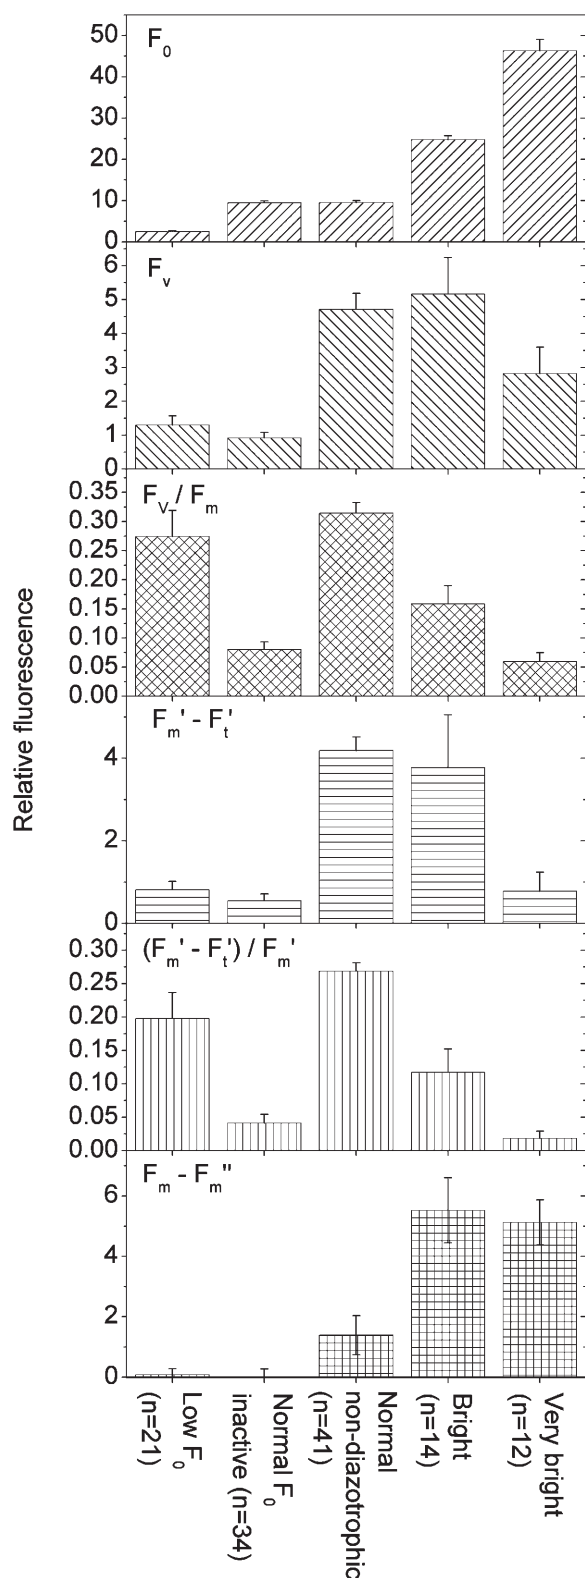 F₀
50
40
30
20
10
0
Fᵥ
6
5
4
3
2
1
0
F_V / Fₘ
0.35
0.30
0.25
0.20
0.15
0.10
0.05
0.00
Fₘ' - Fₜ'
4
2
0
(Fₘ' - Fₜ') / Fₘ'
0.30
0.25
0.20
0.15
0.10
0.05
0.00
Fₘ - Fₘ"
6
4
2
0
Relative fluorescence
Low F₀
(n=21)
Normal F₀
inactive (n=34)
Normal
non-diazotrophic
(n=41)
Bright
(n=14)
Very bright
(n=12)